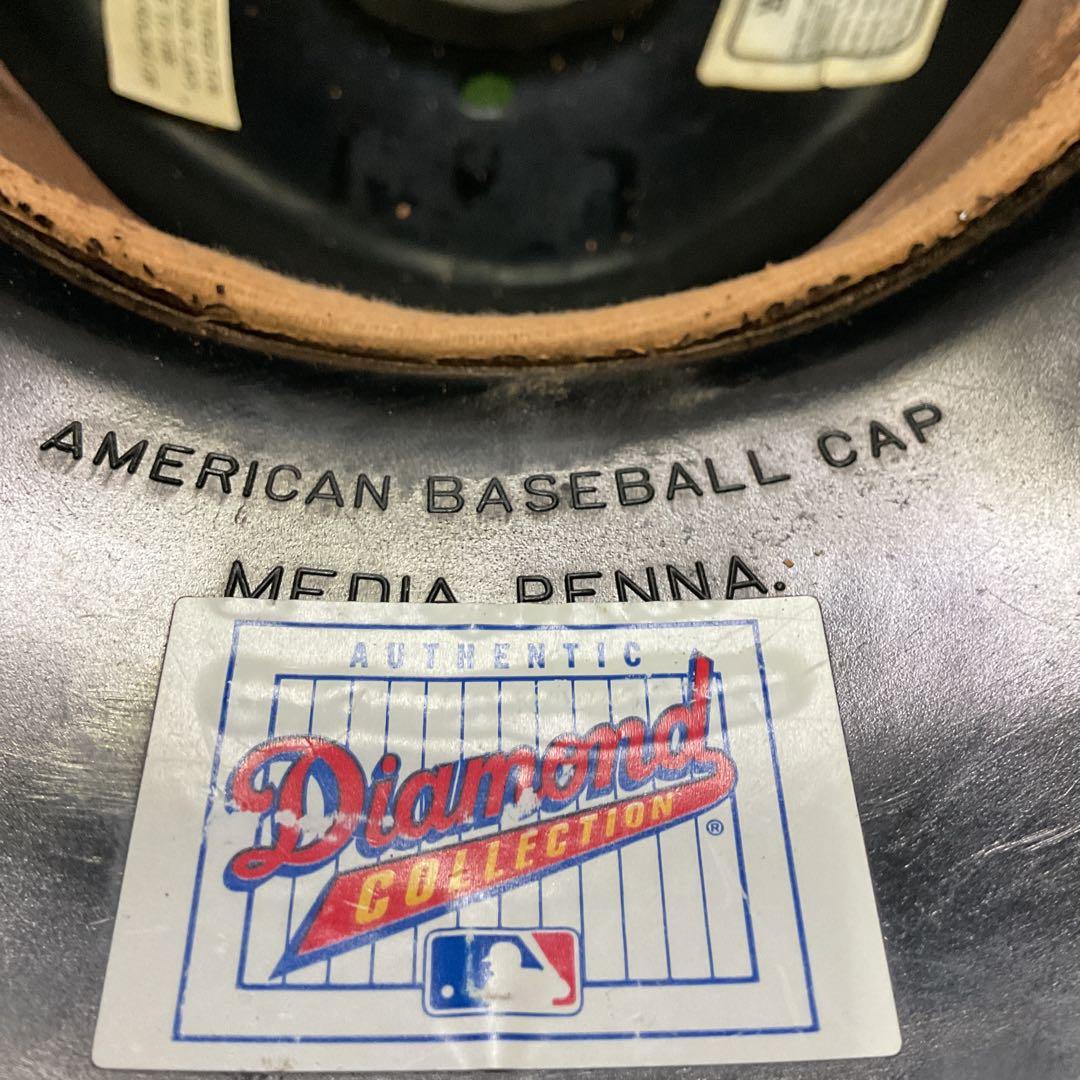 AMERICAN BASEBALL CAP
MEDIA, PENNA.
AUTHENTIC
Diamond
COLLECTION
®